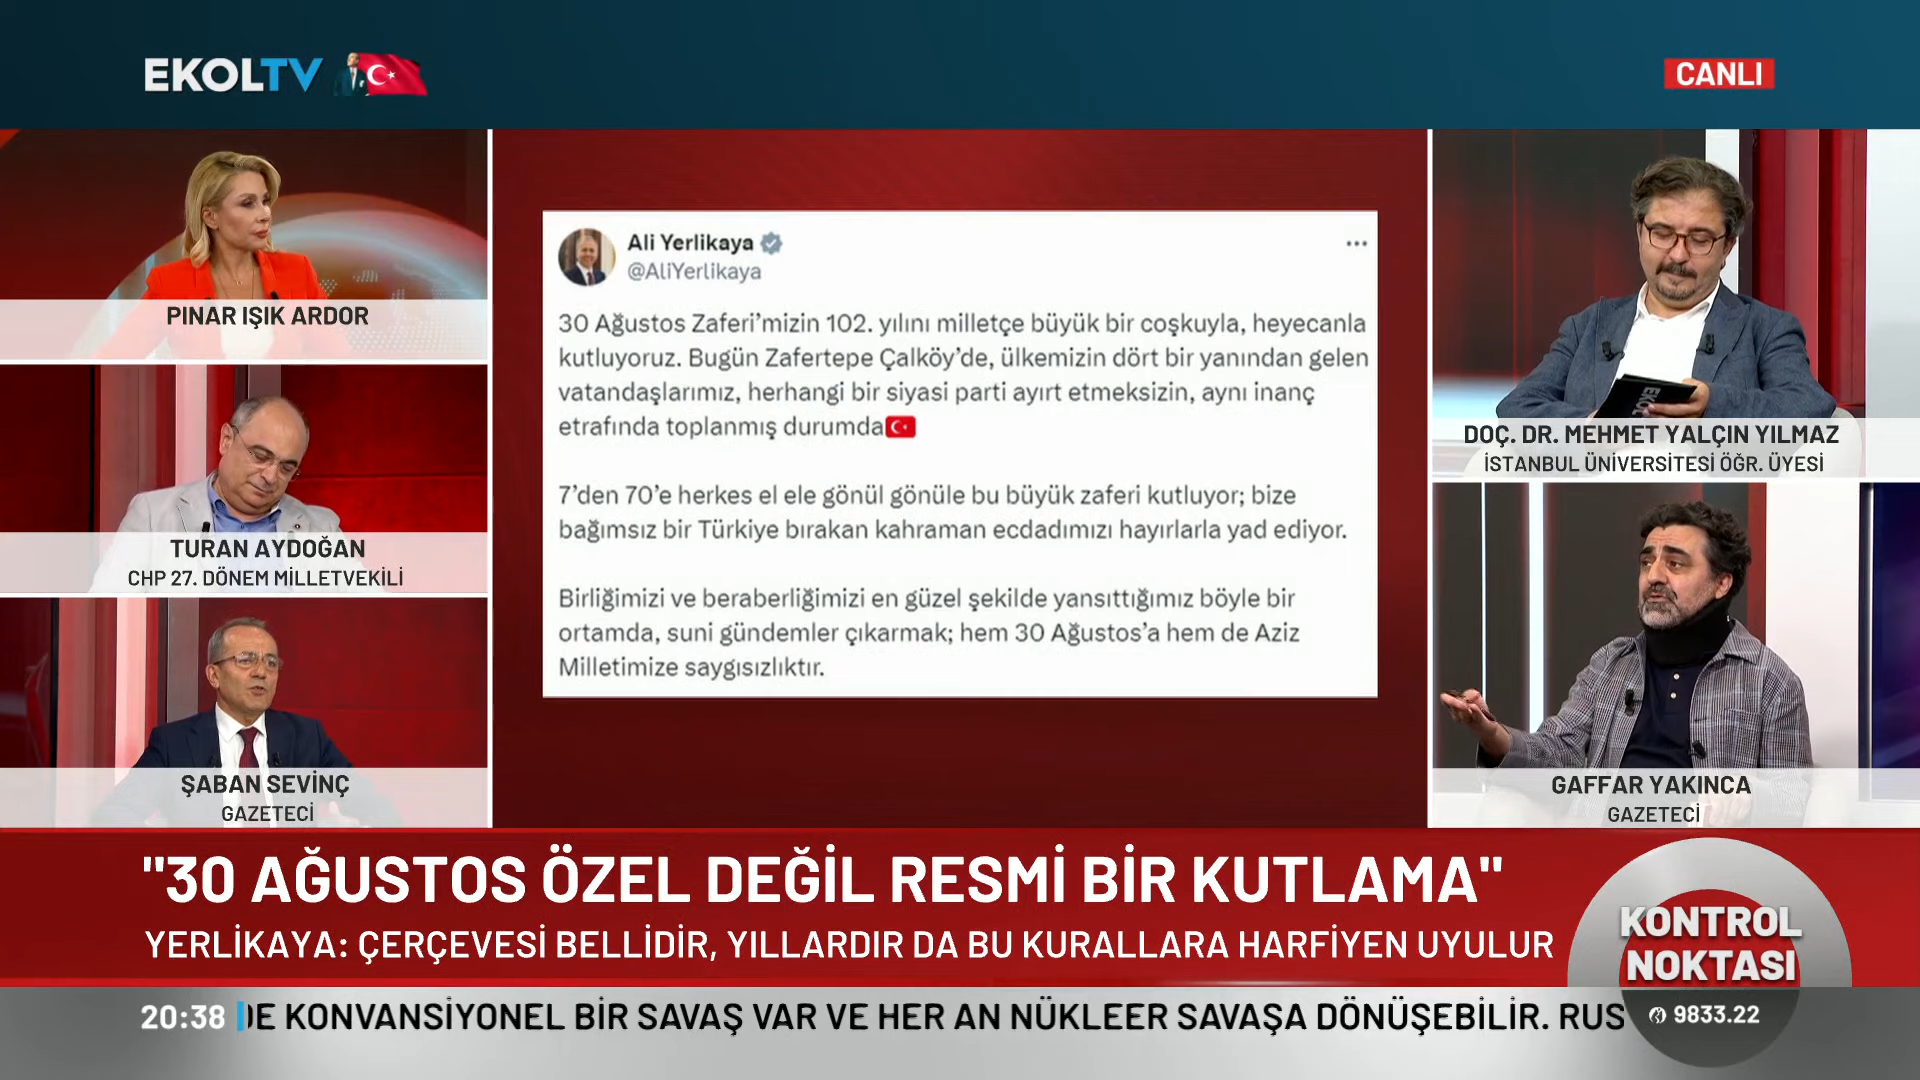 EKOLTV
CANLI
PINAR IŞIK ARDOR
TURAN AYDOĞAN
CHP 27. DÖNEM MİLLETVEKİLİ
ŞABAN SEVİNÇ
GAZETECİ
Ali Yerlikaya
@AliYerlikaya
30 Ağustos Zaferi'mizin 102. yılını milletçe büyük bir coşkuyla, heyecanla
kutluyoruz. Bugün Zafertepe Çalköy'de, ülkemizin dört bir yanından gelen
vatandaşlarımız, herhangi bir siyasi parti ayırt etmeksizin, aynı inanç
etrafında toplanmış durumda🇹🇷
7'den 70'e herkes el ele gönül gönüle bu büyük zaferi kutluyor; bize
bağımsız bir Türkiye bırakan kahraman ecdadımızı hayırlarla yad ediyor.
Birliğimizi ve beraberliğimizi en güzel şekilde yansıttığımız böyle bir
ortamda, suni gündemler çıkarmak; hem 30 Ağustos'a hem de Aziz
Milletimize saygısızlıktır.
EKOL
DOÇ. DR. MEHMET YALÇIN YILMAZ
İSTANBUL ÜNİVERSİTESİ ÖĞR. ÜYESİ
GAFFAR YAKINCA
GAZETECİ
"30 AĞUSTOS ÖZEL DEĞİL RESMİ BİR KUTLAMA"
YERLİKAYA: ÇERÇEVESİ BELLİDİR, YILLARDIR DA BU KURALLARA HARFİYEN UYULUR
KONTROL
NOKTASI
20:38
DE KONVANSİYONEL BİR SAVAŞ VAR VE HER AN NÜKLEER SAVAŞA DÖNÜŞEBİLİR. RUS
9833.22